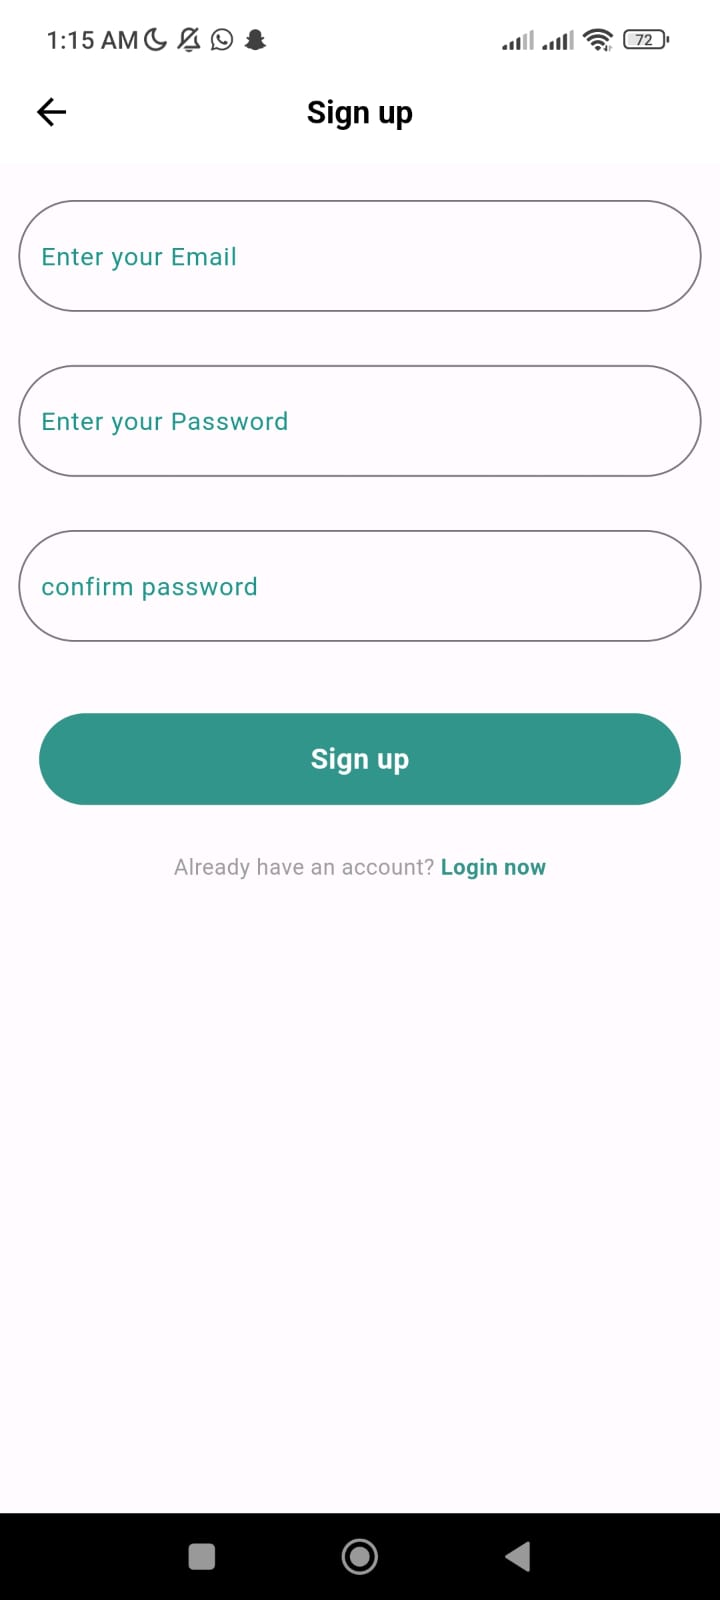 1:15 AM
72
Sign up
Enter your Email
Enter your Password
confirm password
Sign up
Already have an account? Login now